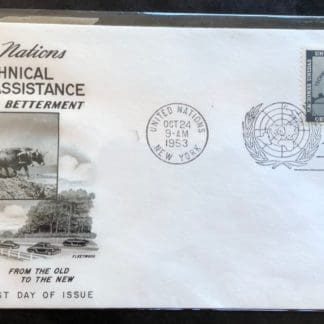 Nations
CHNICAL
ASSISTANCE
BETTERMENT
FLEETWOOD
FROM THE OLD
TO THE NEW
ST DAY OF ISSUE
UNITED NATIONS
OCT 24
9-AM
1953
NEW YORK